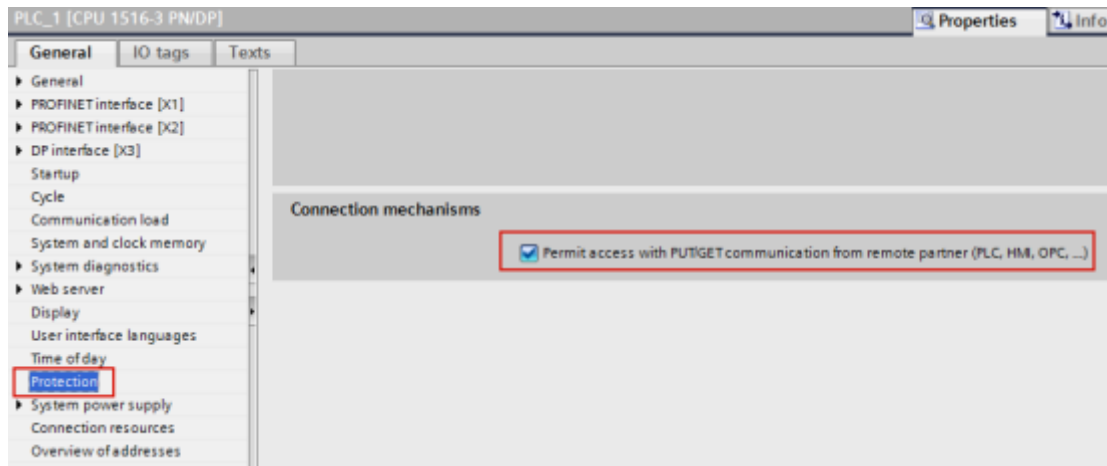 PLC_1 [CPU 1516-3 PN/DP]
Properties
Info
General
IO tags
Texts
General
PROFINET interface [X1]
PROFINET interface [X2]
DP interface [X3]
Startup
Cycle
Communication load
System and clock memory
System diagnostics
Web server
Display
User interface languages
Time of day
Protection
System power supply
Connection resources
Overview of addresses
Connection mechanisms
Permit access with PUT/GET communication from remote partner (PLC, HMI, OPC, ...)